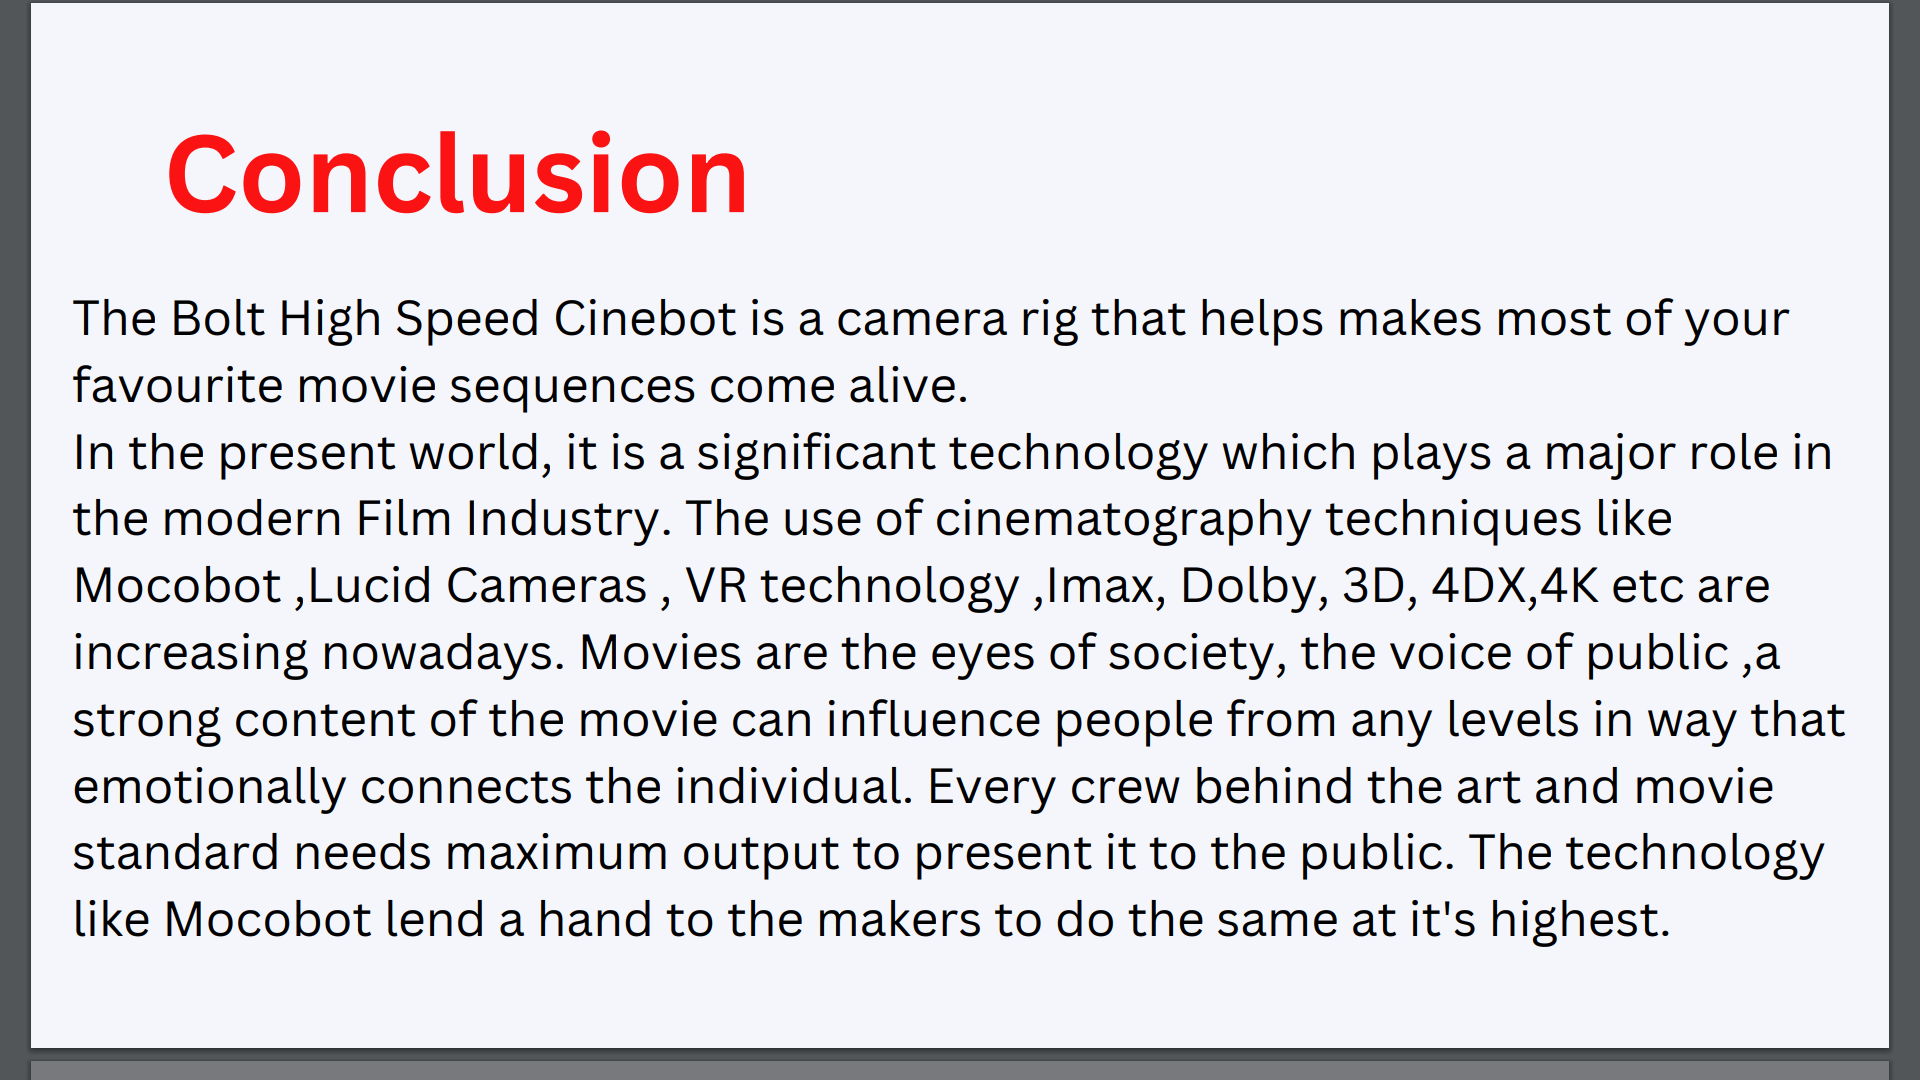 Conclusion
The Bolt High Speed Cinebot is a camera rig that helps makes most of your
favourite movie sequences come alive.
In the present world, it is a significant technology which plays a major role in
the modern Film Industry. The use of cinematography techniques like
Mocobot ,Lucid Cameras , VR technology ,Imax, Dolby, 3D, 4DX,4K etc are
increasing nowadays. Movies are the eyes of society, the voice of public ,a
strong content of the movie can influence people from any levels in way that
emotionally connects the individual. Every crew behind the art and movie
standard needs maximum output to present it to the public. The technology
like Mocobot lend a hand to the makers to do the same at it's highest.